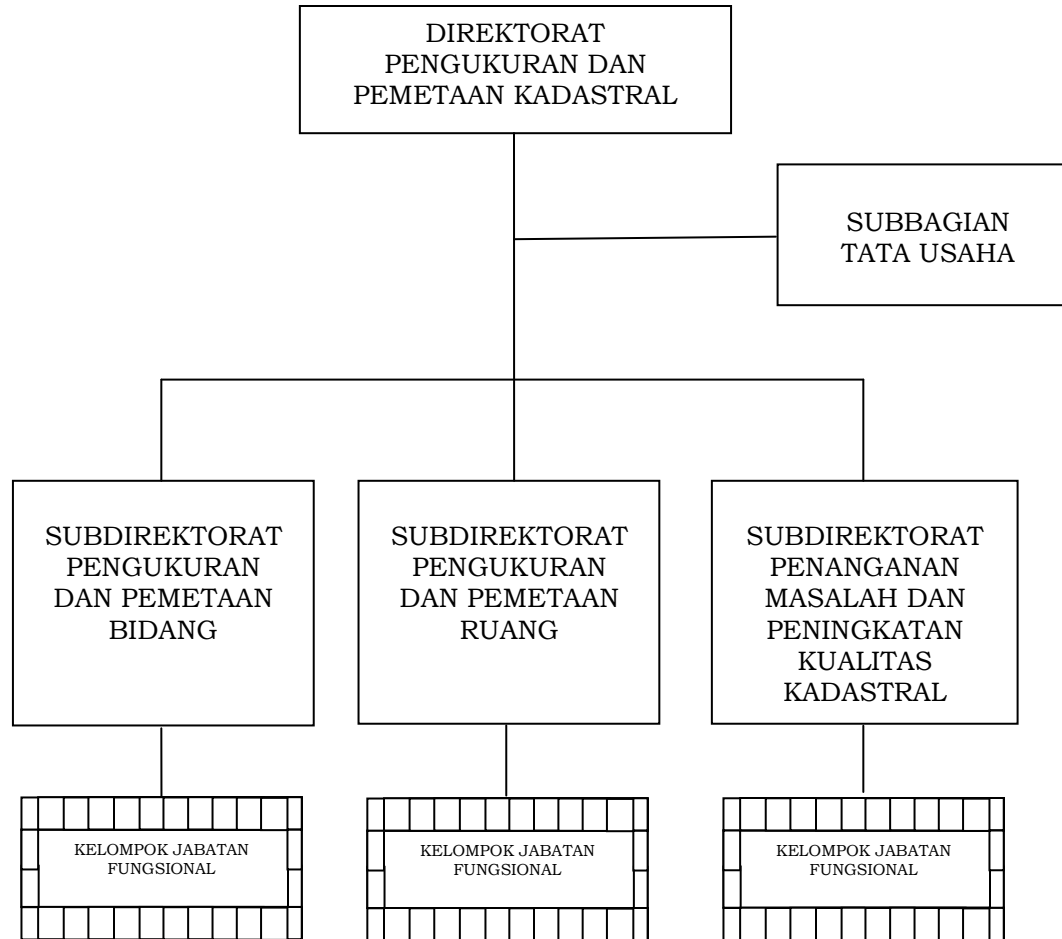 DIREKTORAT
PENGUKURAN DAN
PEMETAAN KADASTRAL
SUBBAGIAN
TATA USAHA
SUBDIREKTORAT
PENGUKURAN
DAN PEMETAAN
BIDANG
SUBDIREKTORAT
PENGUKURAN
DAN PEMETAAN
RUANG
SUBDIREKTORAT
PENANGANAN
MASALAH DAN
PENINGKATAN
KUALITAS
KADASTRAL
KELOMPOK JABATAN
FUNGSIONAL
KELOMPOK JABATAN
FUNGSIONAL
KELOMPOK JABATAN
FUNGSIONAL